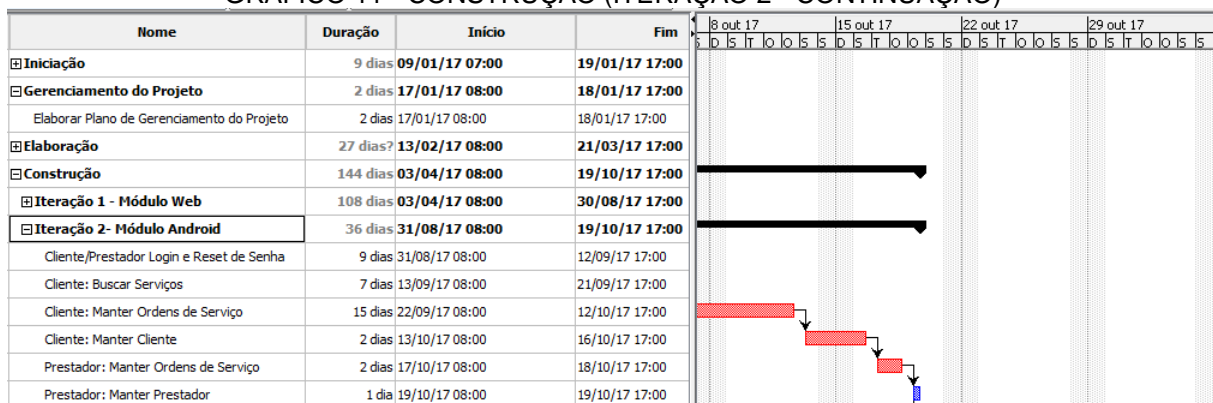 GRÁFICO 11 - CONSTRUÇÃO (ITERAÇÃO 2 - CONTINUAÇÃO)
Nome Duração Início Fim
8 out 17 15 out 17 22 out 17 29 out 17
S D S T Q Q S S D S T Q Q S S D S T Q Q S S D S T Q Q S S
Iniciação 9 dias 09/01/17 07:00 19/01/17 17:00
Gerenciamento do Projeto 2 dias 17/01/17 08:00 18/01/17 17:00
Elaborar Plano de Gerenciamento do Projeto 2 dias 17/01/17 08:00 18/01/17 17:00
Elaboração 27 dias? 13/02/17 08:00 21/03/17 17:00
Construção 144 dias 03/04/17 08:00 19/10/17 17:00
Iteração 1 - Módulo Web 108 dias 03/04/17 08:00 30/08/17 17:00
Iteração 2- Módulo Android 36 dias 31/08/17 08:00 19/10/17 17:00
Cliente/Prestador Login e Reset de Senha 9 dias 31/08/17 08:00 12/09/17 17:00
Cliente: Buscar Serviços 7 dias 13/09/17 08:00 21/09/17 17:00
Cliente: Manter Ordens de Serviço 15 dias 22/09/17 08:00 12/10/17 17:00
Cliente: Manter Cliente 2 dias 13/10/17 08:00 16/10/17 17:00
Prestador: Manter Ordens de Serviço 2 dias 17/10/17 08:00 18/10/17 17:00
Prestador: Manter Prestador 1 dia 19/10/17 08:00 19/10/17 17:00